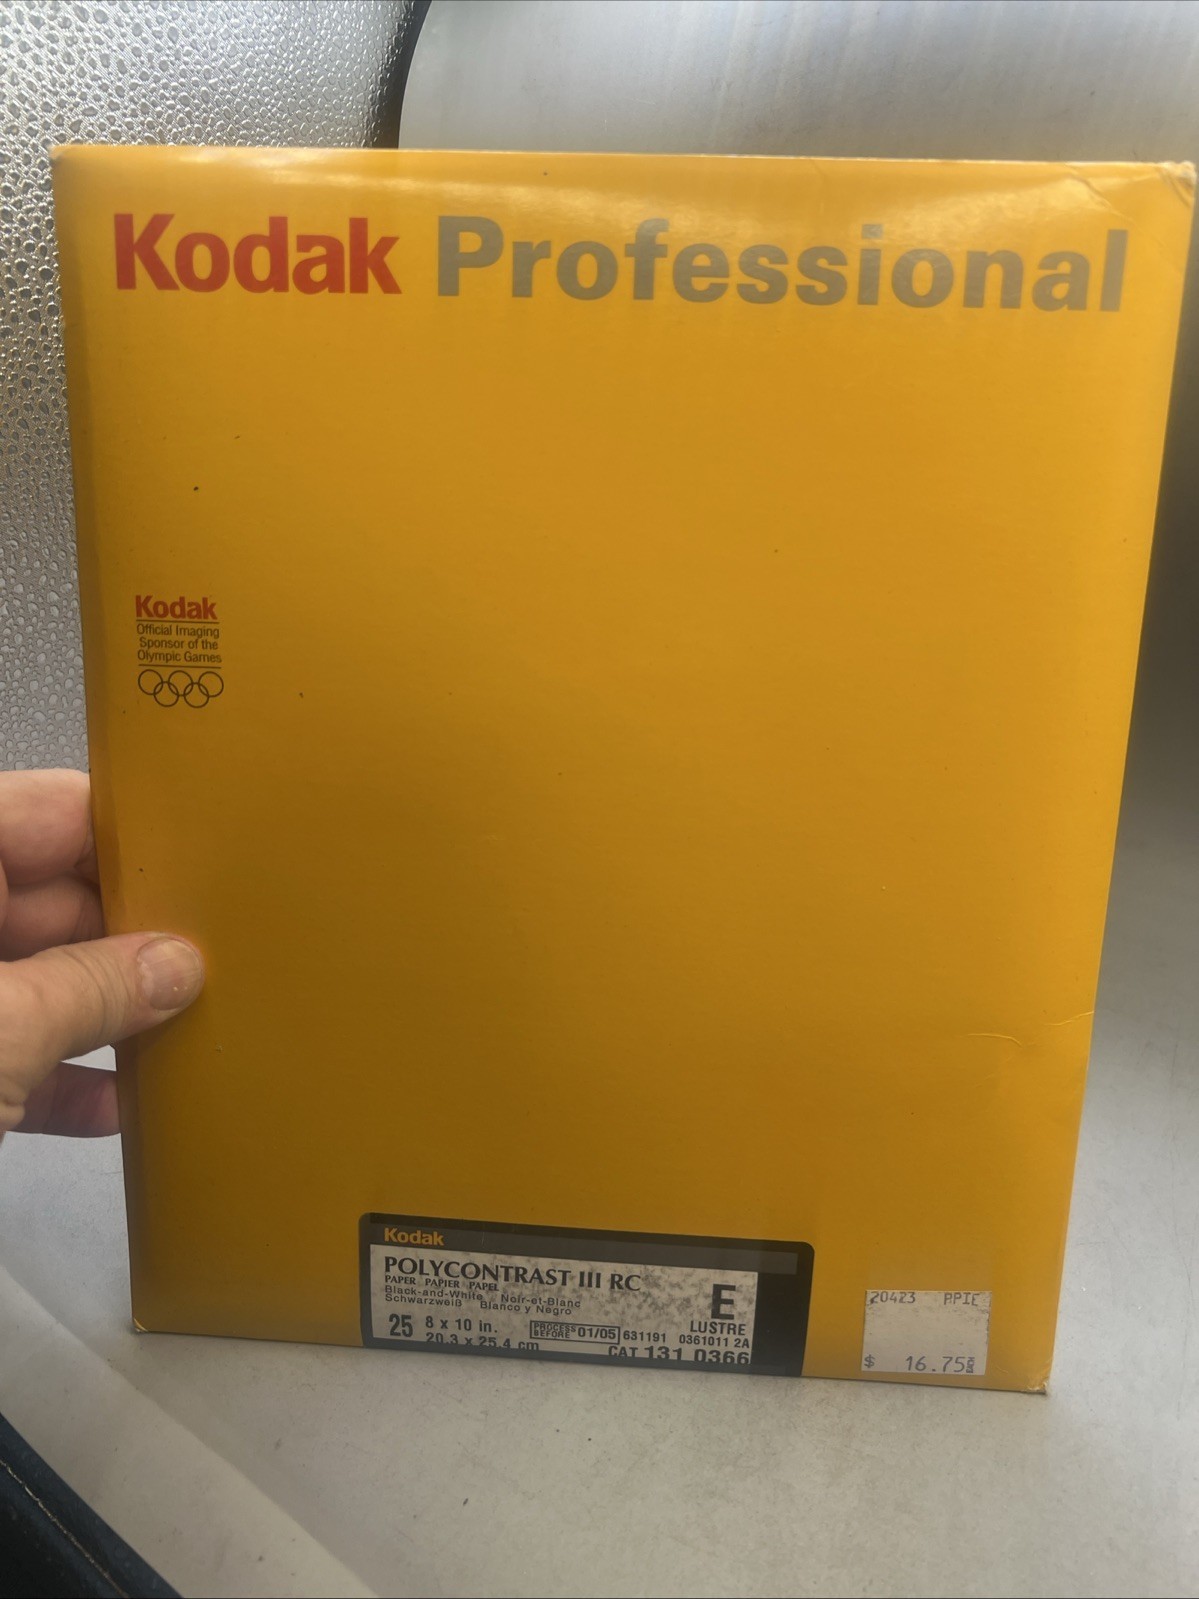 Kodak Professional
Kodak
Official Imaging
Sponsor of the
Olympic Games
Kodak
POLYCONTRAST III RC
PAPER PAPIER PAPEL
Black-and-White Noir-et-Blanc
Schwarzweiß Blanco y Negro
E
LUSTRE
25 8 x 10 in.
20.3 x 25.4 cm
PROCESS BEFORE 01/05 631191 0361011 2A
CAT 131 0366
20423 PPIE
$ 16.75